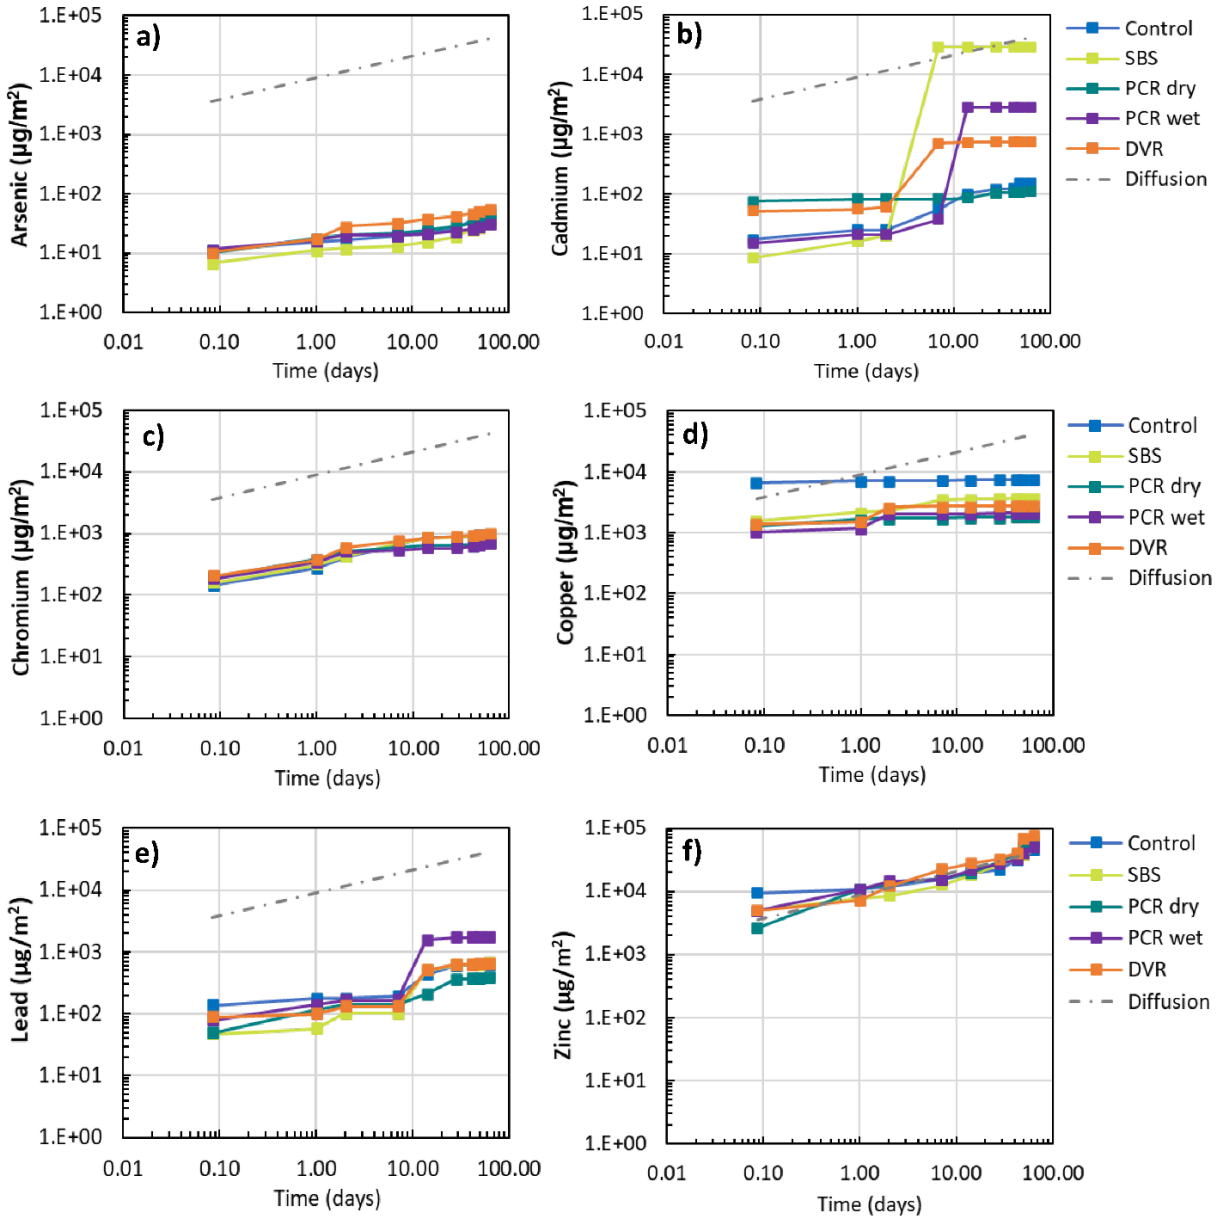 a)
1.E+05
1.E+04
1.E+03
1.E+02
1.E+01
1.E+00
Arsenic (µg/m²)
0.01 0.10 1.00 10.00 100.00
Time (days)
b)
1.E+05
1.E+04
1.E+03
1.E+02
1.E+01
1.E+00
Cadmium (µg/m²)
0.01 0.10 1.00 10.00 100.00
Time (days)
Control
SBS
PCR dry
PCR wet
DVR
Diffusion
c)
1.E+05
1.E+04
1.E+03
1.E+02
1.E+01
1.E+00
Chromium (µg/m²)
0.01 0.10 1.00 10.00 100.00
Time (days)
d)
1.E+05
1.E+04
1.E+03
1.E+02
1.E+01
1.E+00
Copper (µg/m²)
0.01 0.10 1.00 10.00 100.00
Time (days)
Control
SBS
PCR dry
PCR wet
DVR
Diffusion
e)
1.E+05
1.E+04
1.E+03
1.E+02
1.E+01
1.E+00
Lead (µg/m²)
0.01 0.10 1.00 10.00 100.00
Time (days)
f)
1.E+05
1.E+04
1.E+03
1.E+02
1.E+01
1.E+00
Zinc (µg/m²)
0.01 0.10 1.00 10.00 100.00
Time (days)
Control
SBS
PCR dry
PCR wet
DVR
Diffusion